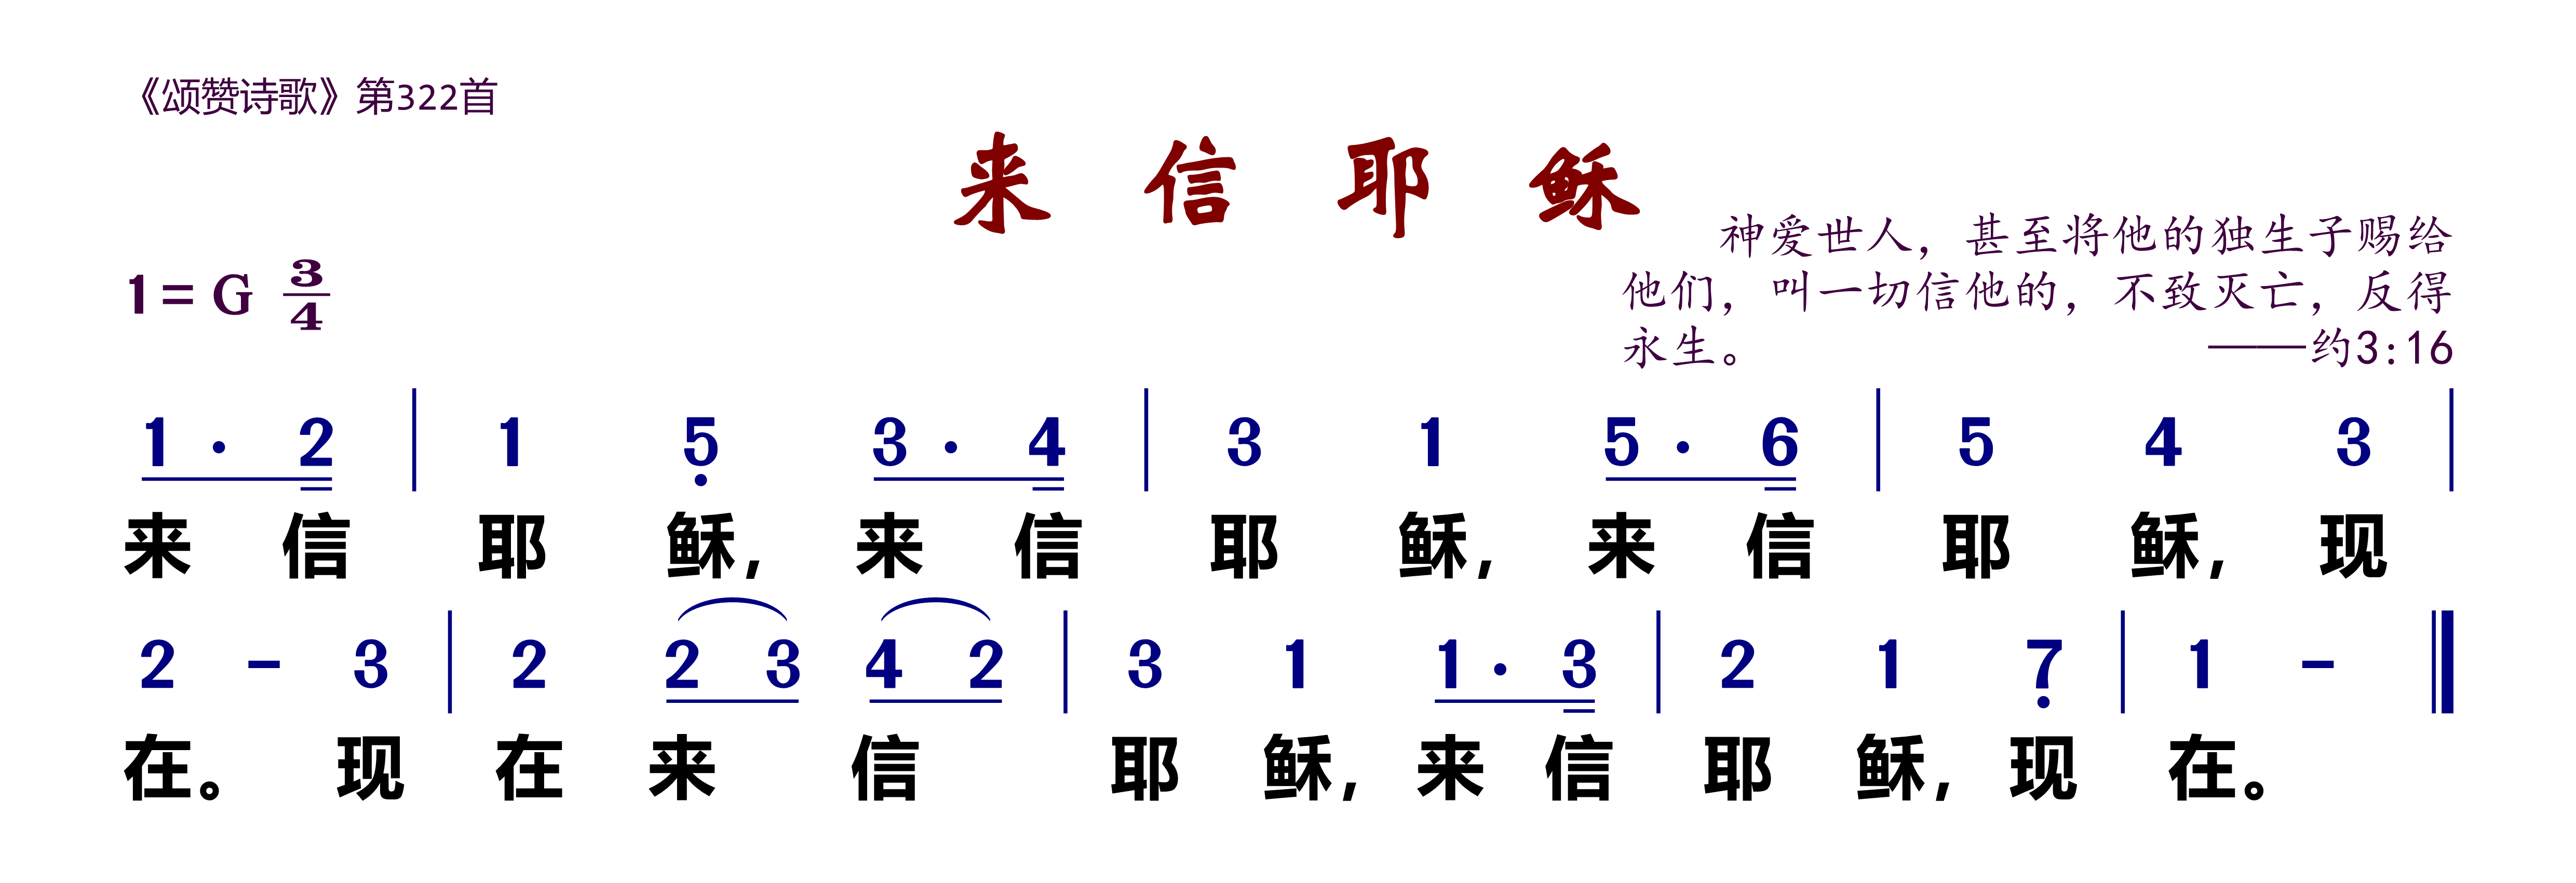 《颂赞诗歌》第322首
来信耶稣
神爱世人，甚至将他的独生子赐给
他们，叫一切信他的，不致灭亡，反得
永生。 ——约3:16
1=G 3/4
1 · 2 | 1 5 3 · 4 | 3 1 5 · 6 | 5 4 3 |
来 信 耶 稣, 来 信 耶 稣, 来 信 耶 稣, 现
2 - 3 | 2 2 3 4 2 | 3 1 1 · 3 | 2 1 7 | 1 - ‖
在。 现 在 来 信 耶 稣, 来 信 耶 稣, 现 在。